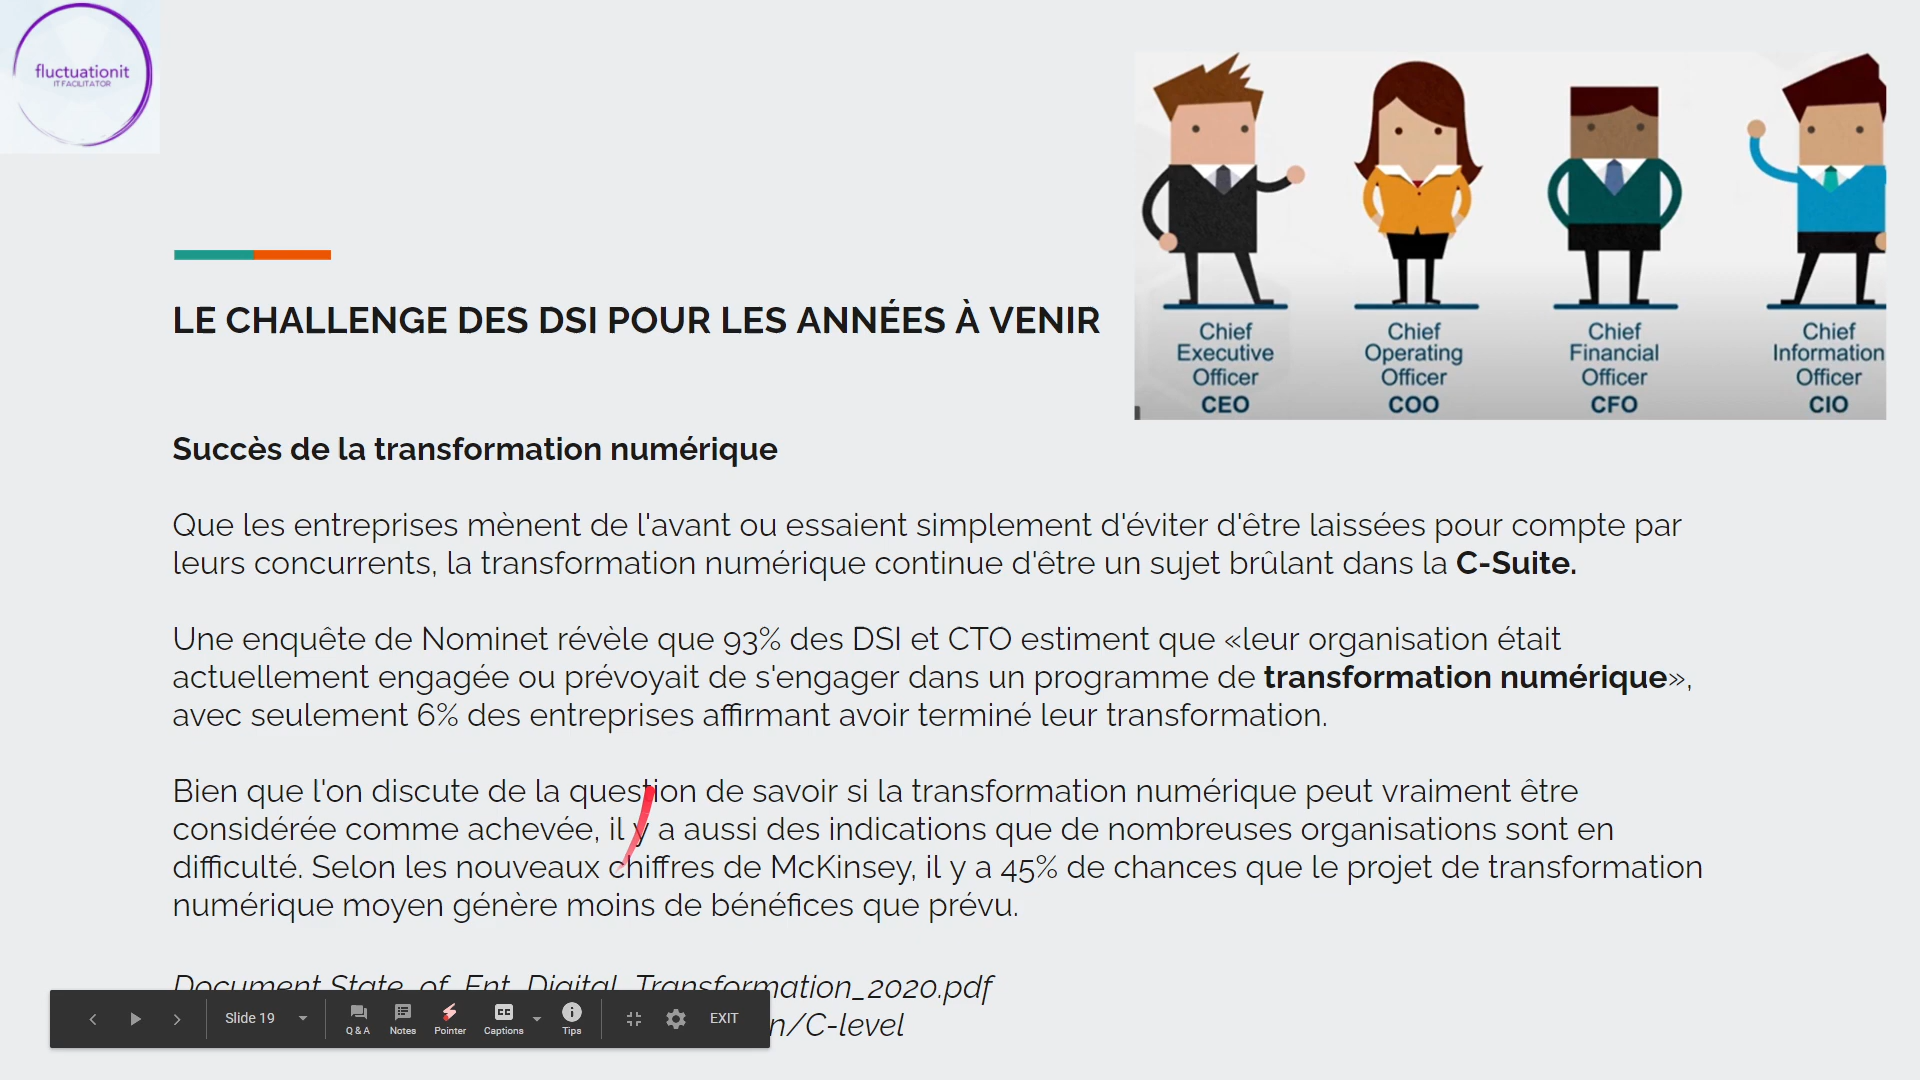 fluctuationit
IT FACILITATOR
Chief
Executive
Officer
CEO
Chief
Operating
Officer
COO
Chief
Financial
Officer
CFO
Chief
Information
Officer
CIO
LE CHALLENGE DES DSI POUR LES ANNÉES À VENIR
Succès de la transformation numérique
Que les entreprises mènent de l'avant ou essaient simplement d'éviter d'être laissées pour compte par
leurs concurrents, la transformation numérique continue d'être un sujet brûlant dans la C-Suite.
Une enquête de Nominet révèle que 93% des DSI et CTO estiment que «leur organisation était
actuellement engagée ou prévoyait de s'engager dans un programme de transformation numérique»,
avec seulement 6% des entreprises affirmant avoir terminé leur transformation.
Bien que l'on discute de la question de savoir si la transformation numérique peut vraiment être
considérée comme achevée, il y a aussi des indications que de nombreuses organisations sont en
difficulté. Selon les nouveaux chiffres de McKinsey, il y a 45% de chances que le projet de transformation
numérique moyen génère moins de bénéfices que prévu.
Document State_of_Ent_Digital_Transformation_2020.pdf
n/C-level
Slide 19
Q & A
Notes
Pointer
Captions
Tips
EXIT